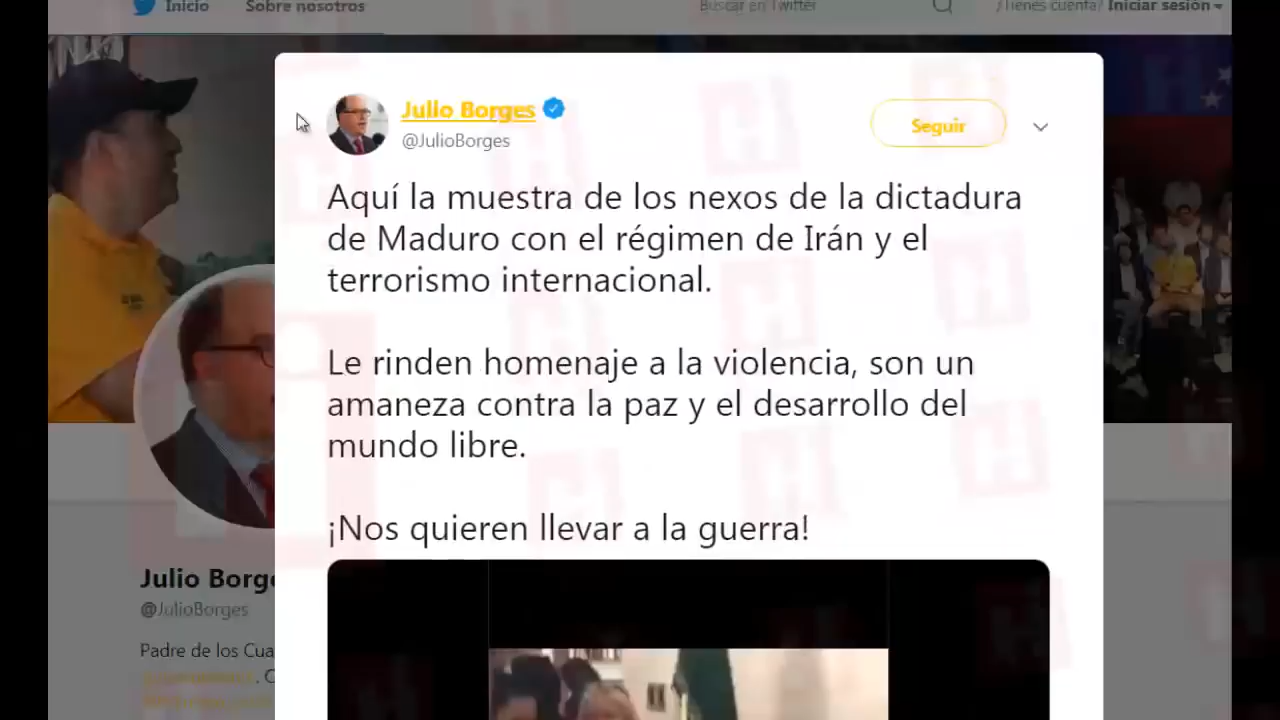 Inicio
Sobre nosotros
Buscar en Twitter
¿Tienes cuenta? Iniciar sesión
Julio Borges
@JulioBorges
Seguir
Aquí la muestra de los nexos de la dictadura
de Maduro con el régimen de Irán y el
terrorismo internacional.
Le rinden homenaje a la violencia, son un
amaneza contra la paz y el desarrollo del
mundo libre.
¡Nos quieren llevar a la guerra!
Julio Borge
@JulioBorges
Padre de los Cua